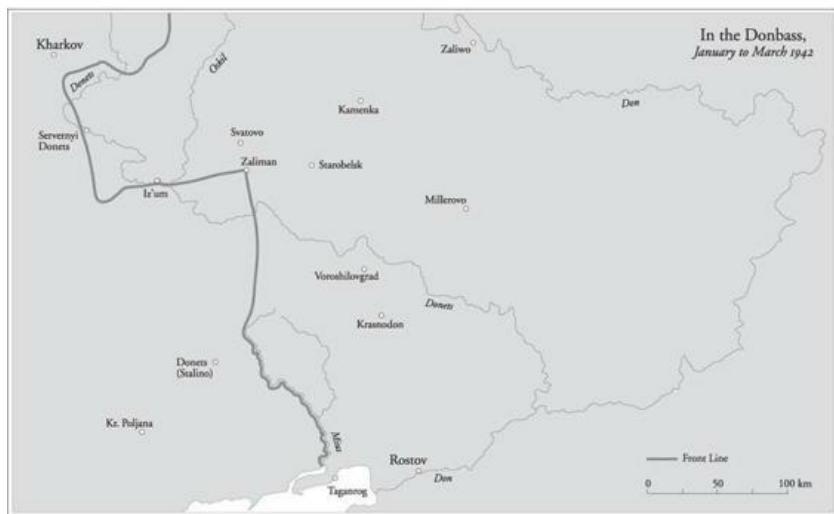 In the Donbass,
January to March 1942
Kharkov
Donets
Oskil
Zaliwo
Don
Kamenka
Servernyi
Donets
Svatovo
Zaliman
Starobelsk
Iz'um
Millerovo
Voroshilovgrad
Donets
Krasnodon
Donets
(Stalino)
Kr. Poljana
Mius
Rostov
Don
Taganrog
Front Line
0 50 100 km